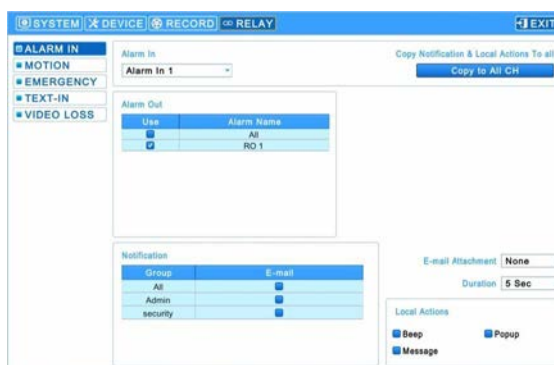 SYSTEM DEVICE RECORD RELAY EXIT
ALARM IN
MOTION
EMERGENCY
TEXT-IN
VIDEO LOSS
Alarm In
Alarm In 1
Copy Notification & Local Actions To all
Copy to All CH
Alarm Out
Use Alarm Name
All
RO 1
Notification
Group E-mail
All
Admin
security
E-mail Attachment None
Duration 5 Sec
Local Actions
Beep Popup
Message